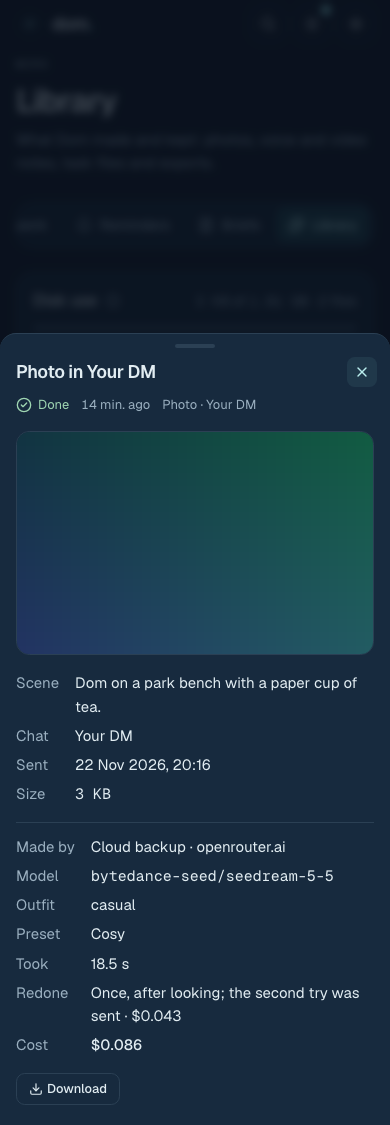 Library
Photo in Your DM
Done 14 min. ago Photo · Your DM
Scene Dom on a park bench with a paper cup of
tea.
Chat Your DM
Sent 22 Nov 2026, 20:16
Size 3 KB
Made by Cloud backup · openrouter.ai
Model bytedance-seed/seedream-5-5
Outfit casual
Preset Cosy
Took 18.5 s
Redone Once, after looking; the second try was
sent · $0.043
Cost $0.086
Download